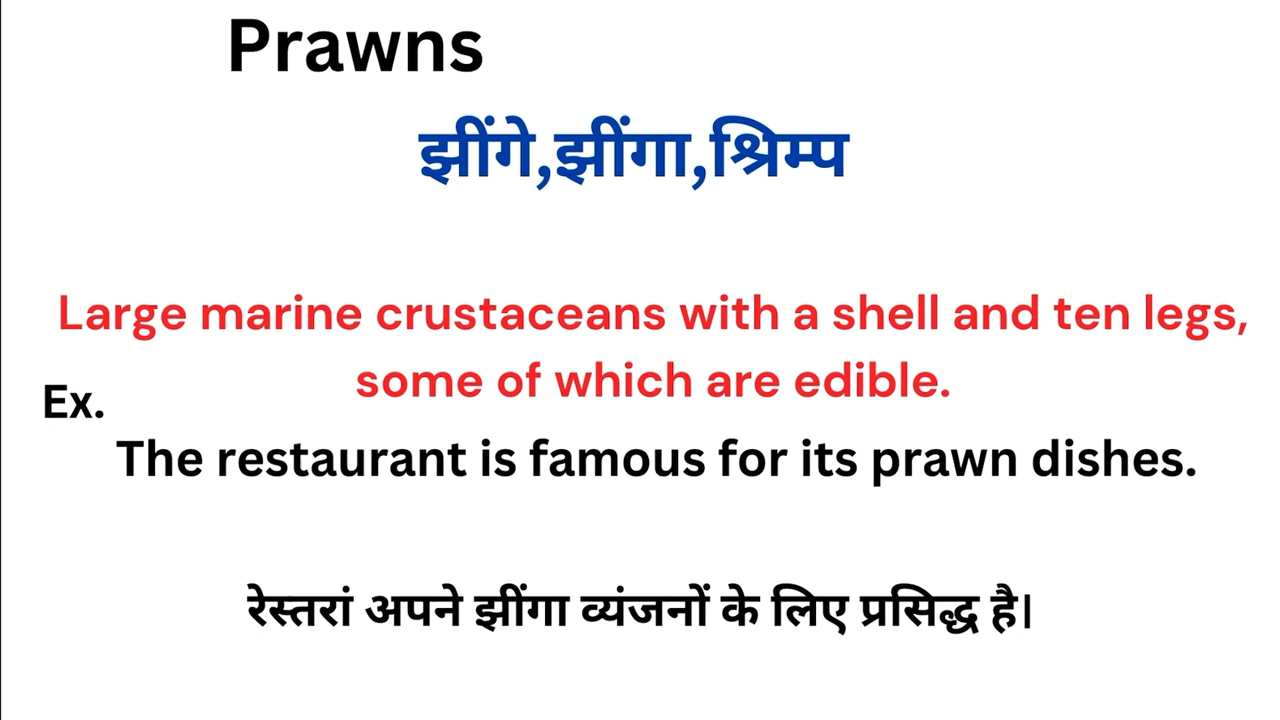 Prawns
झींगे,झींगा,श्रिम्प
Large marine crustaceans with a shell and ten legs,
some of which are edible.
Ex.
The restaurant is famous for its prawn dishes.
रेस्तरां अपने झींगा व्यंजनों के लिए प्रसिद्ध है।